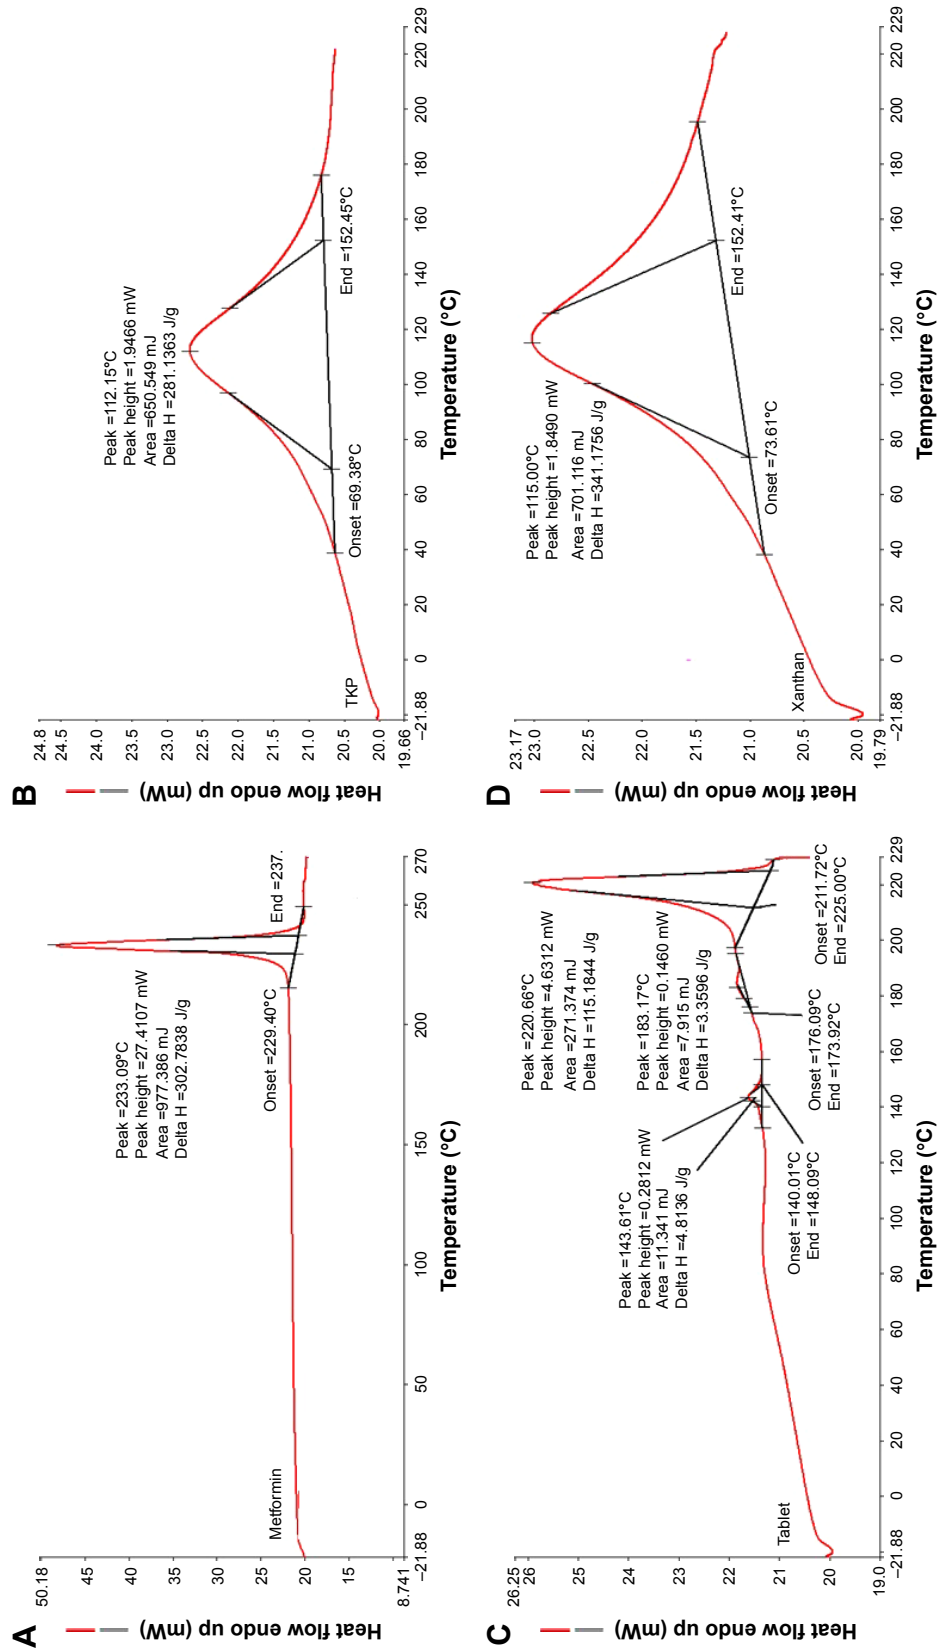 A
Heat flow endo up (mW)
50.18
45
40
35
30
25
20
15
8.741
Metformin
Peak =233.09°C
Peak height =27.4107 mW
Area =977.386 mJ
Delta H =302.7838 J/g
Onset =229.40°C
End =237.
−21.88
0
50
100
150
200
250
270
Temperature (°C)
B
Heat flow endo up (mW)
24.8
24.5
24.0
23.5
23.0
22.5
22.0
21.5
21.0
20.5
20.0
19.66
TKP
Peak =112.15°C
Peak height =1.9466 mW
Area =650.549 mJ
Delta H =281.1363 J/g
Onset =69.38°C
End =152.45°C
−21.88
0
20
40
60
80
100
120
140
160
180
200
220
229
Temperature (°C)
C
Heat flow endo up (mW)
26.25
26
25
24
23
22
21
20
19.0
Tablet
Peak =143.61°C
Peak height =0.2812 mW
Area =11.341 mJ
Delta H =4.8136 J/g
Onset =140.01°C
End =148.09°C
Peak =183.17°C
Peak height =0.1460 mW
Area =7.915 mJ
Delta H =3.3596 J/g
Onset =176.09°C
End =173.92°C
Peak =220.66°C
Peak height =4.6312 mW
Area =271.374 mJ
Delta H =115.1844 J/g
Onset =211.72°C
End =225.00°C
−21.88
0
20
40
60
80
100
120
140
160
180
200
220
229
Temperature (°C)
D
Heat flow endo up (mW)
23.17
23.0
22.5
22.0
21.5
21.0
20.5
20.0
19.79
Xanthan
Peak =115.00°C
Peak height =1.8490 mW
Area =701.116 mJ
Delta H =341.1756 J/g
Onset =73.61°C
End =152.41°C
−21.88
0
20
40
60
80
100
120
140
160
180
200
220
229
Temperature (°C)